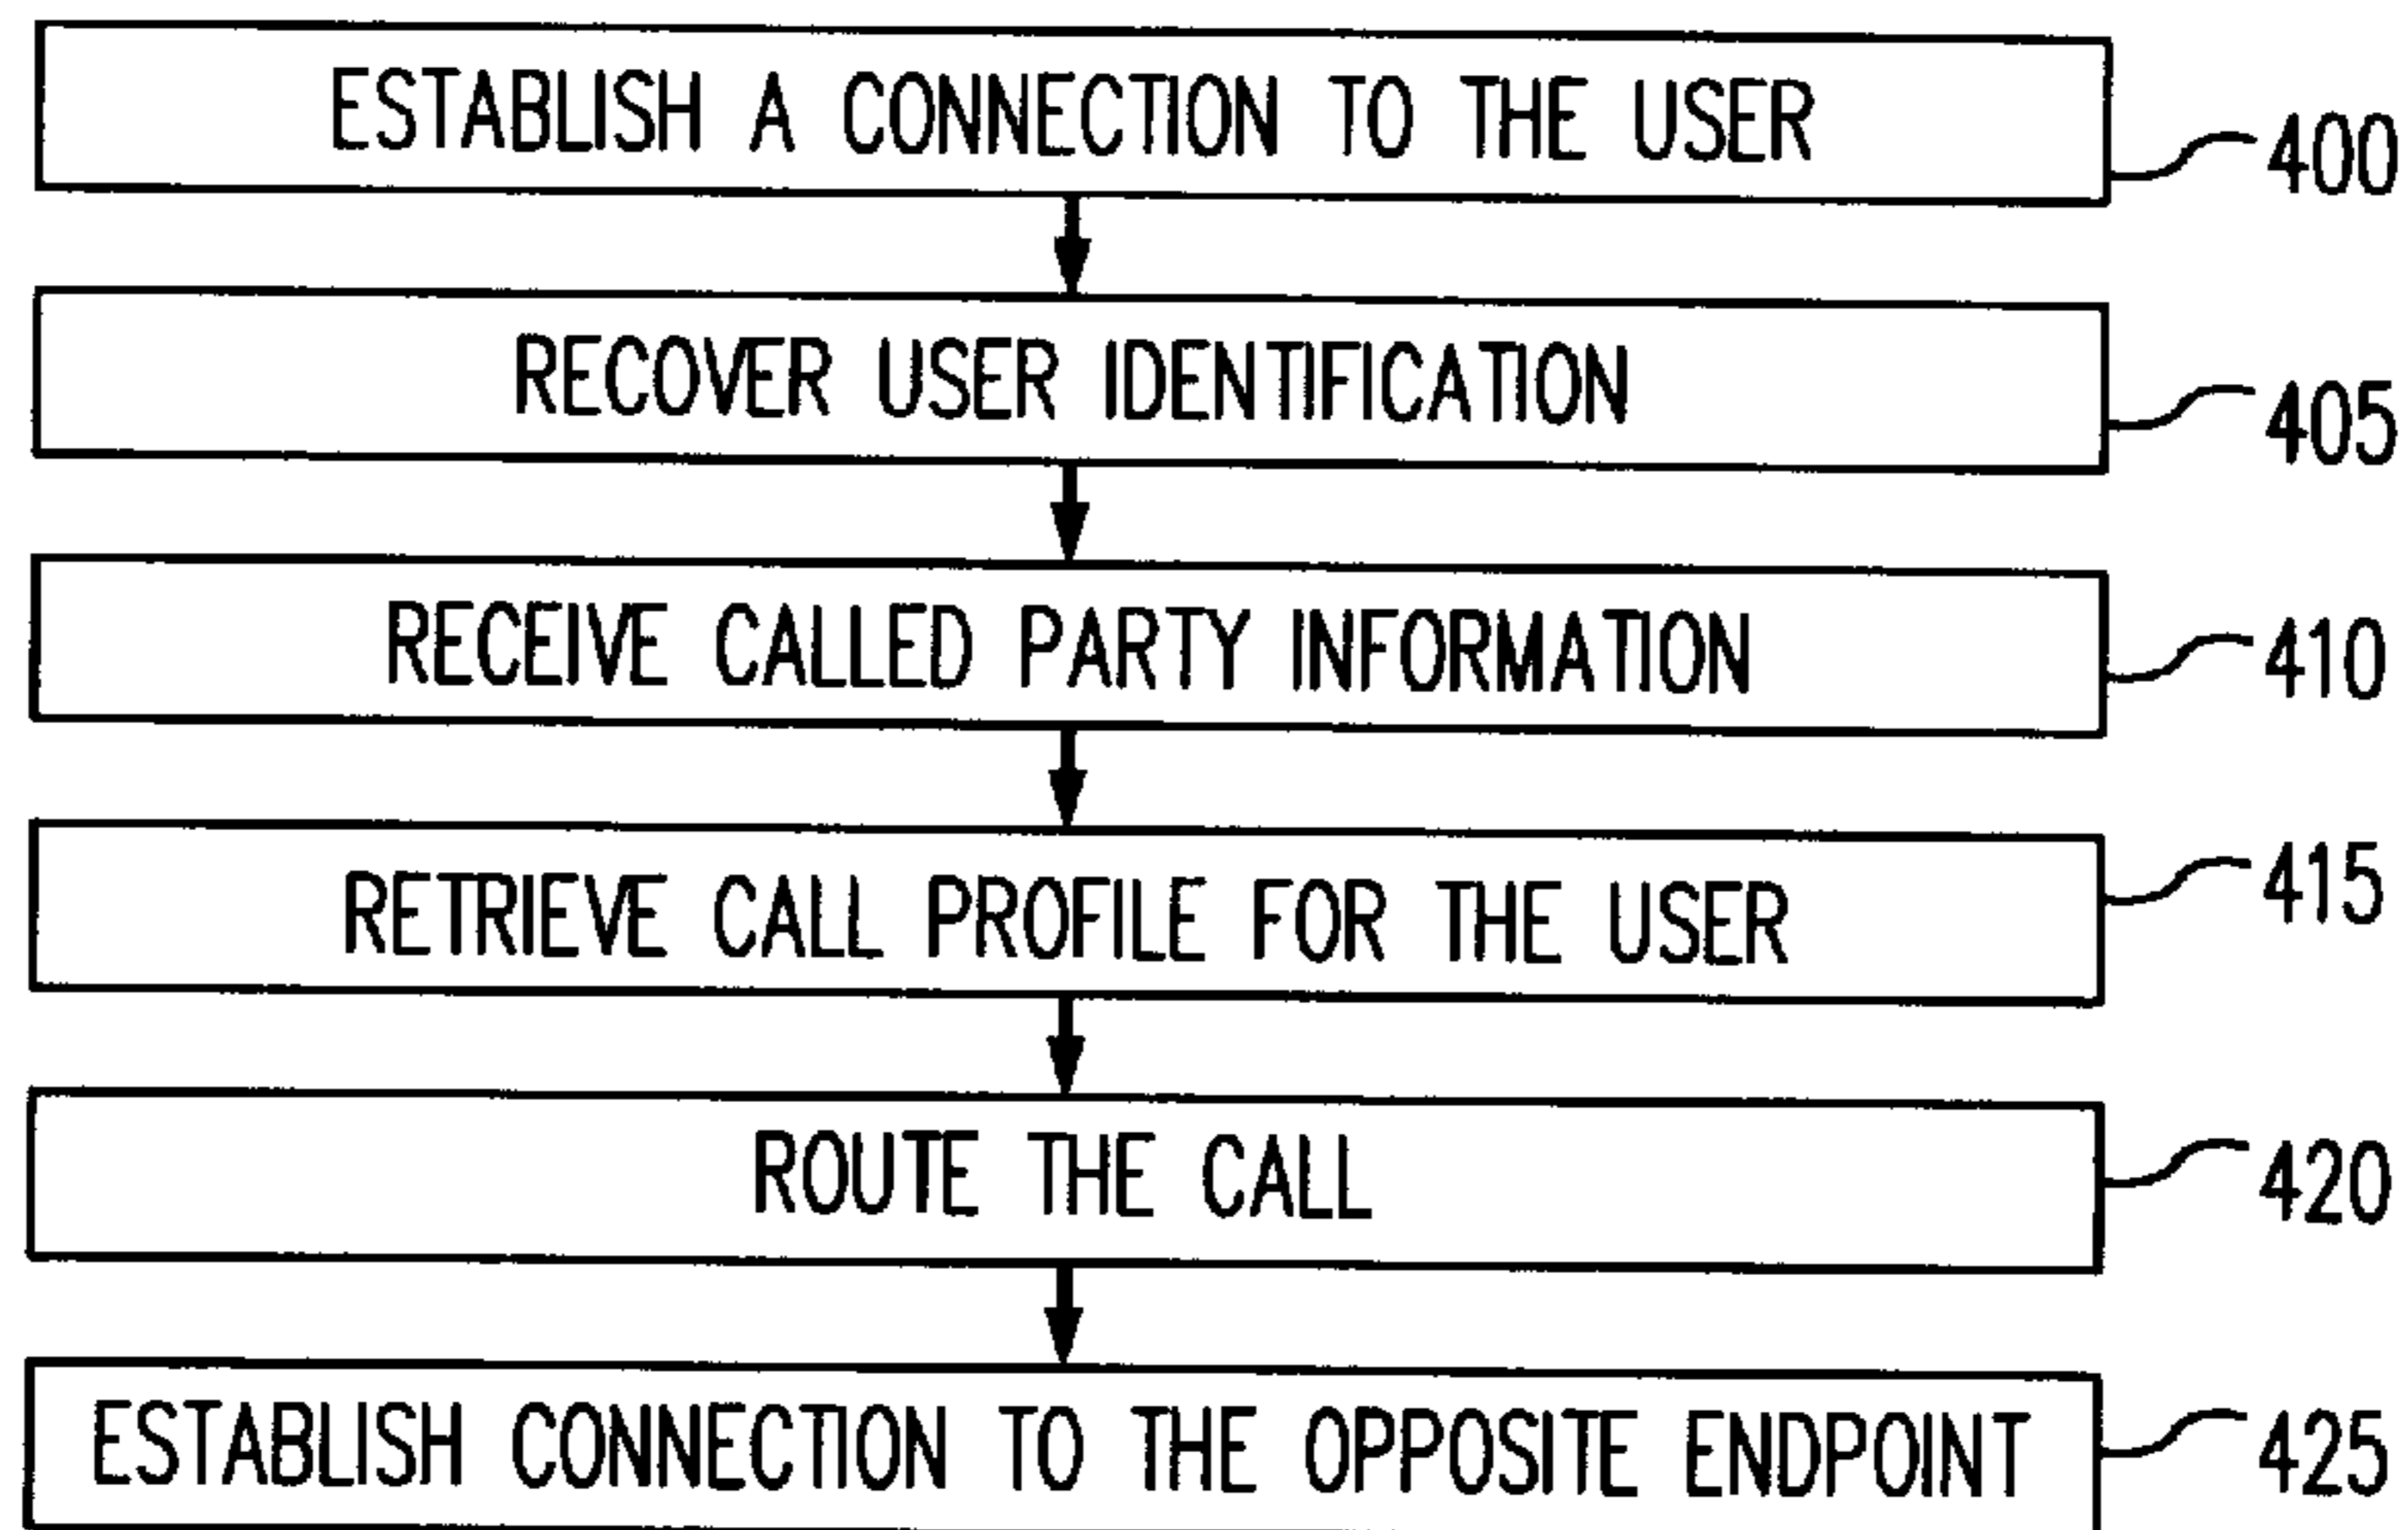 ESTABLISH A CONNECTION TO THE USER
400
RECOVER USER IDENTIFICATION
405
RECEIVE CALLED PARTY INFORMATION
410
RETRIEVE CALL PROFILE FOR THE USER
415
ROUTE THE CALL
420
ESTABLISH CONNECTION TO THE OPPOSITE ENDPOINT
425